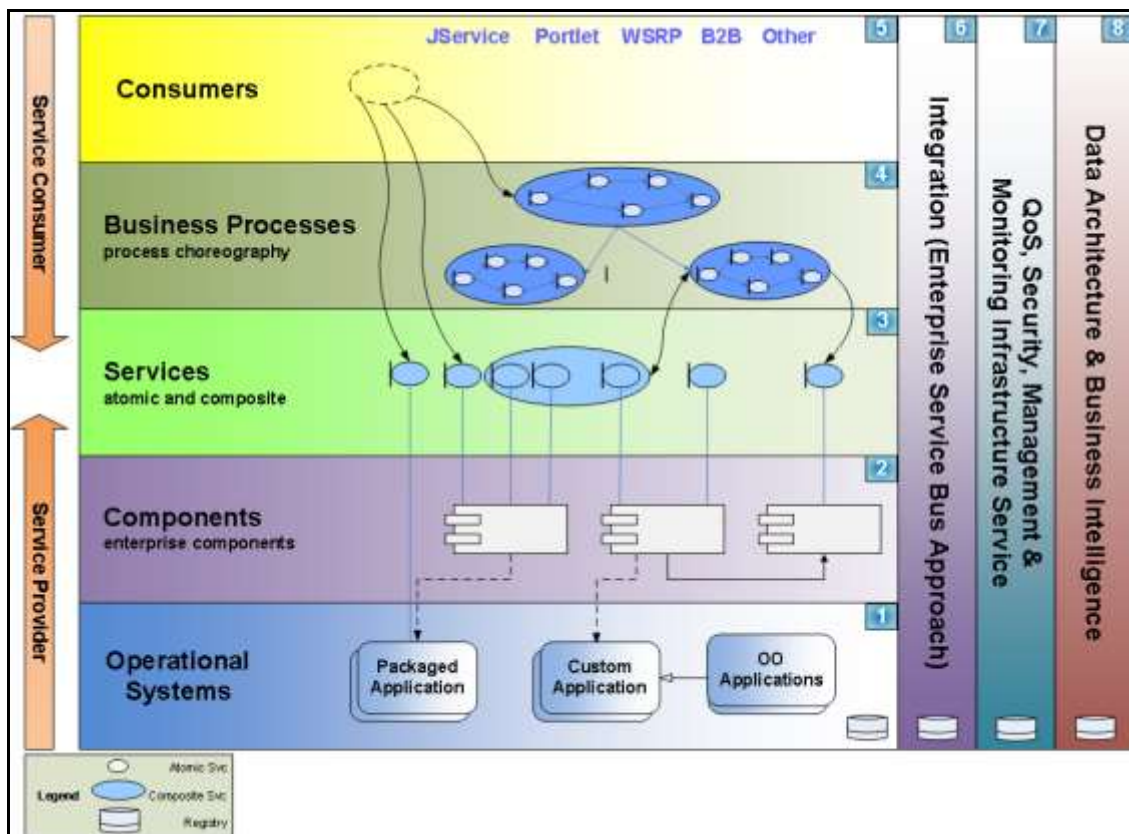 JService Portlet WSRP B2B Other
5
Consumers
4
Business Processes
process choreography
3
Services
atomic and composite
2
Components
enterprise components
1
Operational
Systems
Packaged
Application
Custom
Application
OO
Applications
Service Consumer
Service Provider
6
Integration (Enterprise Service Bus Approach)
7
QoS, Security, Management &
Monitoring Infrastructure Service
8
Data Architecture & Business Intelligence
Legend
Atomic Svc
Composite Svc
Registry